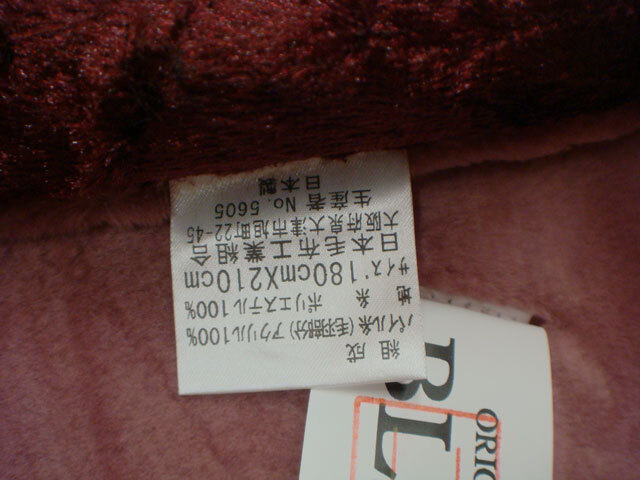 組成
パイル糸(毛羽部分)アクリル100%
地 糸 ポリエステル100%
サイズ 180cmX210cm
日本毛布工業組合
大阪府泉大津市旭町22-45
生産者 No.5605
日本製
ORIG
BL